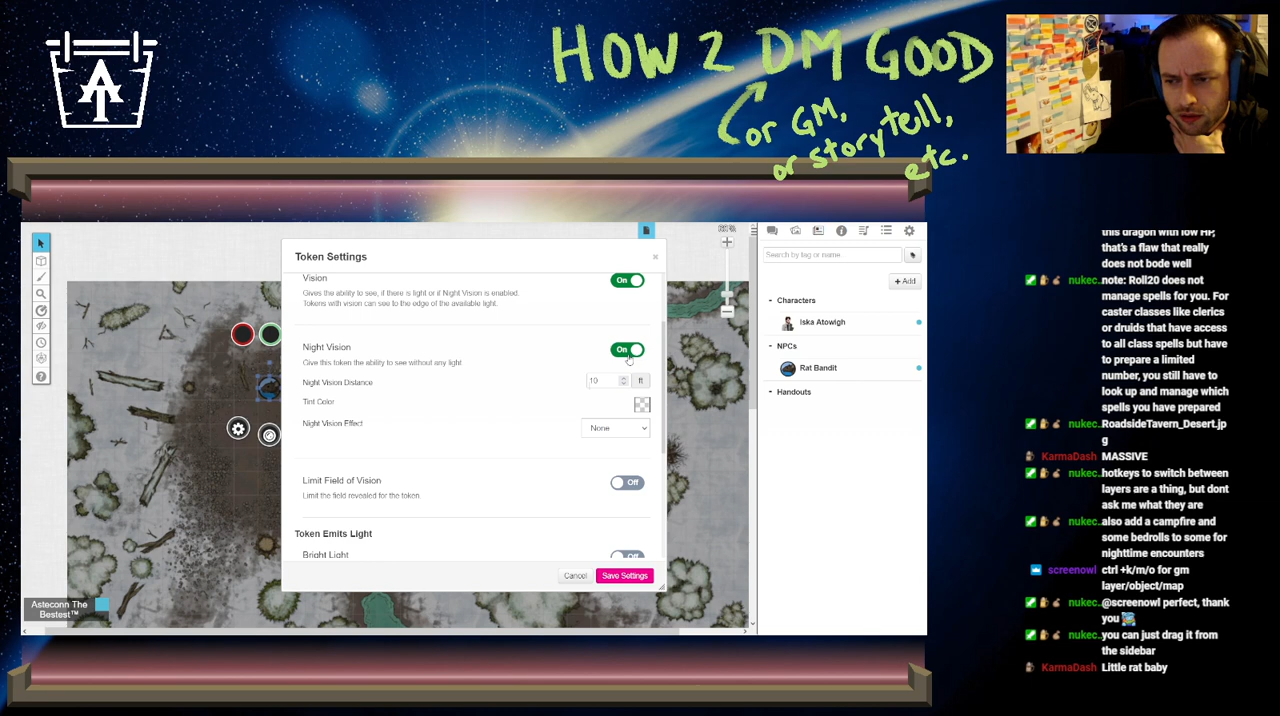 HOW 2 DM GOOD
or GM,
or storytell,
etc.
AT
Token Settings
×
Vision
On
Gives the ability to see, if there is light or if Night Vision is enabled.
Tokens with vision can see to the edge of the available light.
Night Vision
On
Give this token the ability to see without any light.
Night Vision Distance
10
ft
Tint Color
Night Vision Effect
None
Limit Field of Vision
Off
Limit the field revealed for the token.
Token Emits Light
Bright Light
Off
Cancel
Save Settings
Asteconn The
Bestest™
Search by tag or name...
+ Add
Characters
Iska Atowigh
NPCs
Rat Bandit
Handouts
this dragon with low HP,
that's a flaw that really
does not bode well
nukec.. note: Roll20 does not
manage spells for you. For
caster classes like clerics
or druids that have access
to all class spells but have
to prepare a limited
number, you still have to
look up and manage which
spells you have prepared
nukec.. RoadsideTavern_Desert.jp
g
KarmaDash MASSIVE
nukec.. hotkeys to switch between
layers are a thing, but dont
ask me what they are
nukec.. also add a campfire and
some bedrolls to some for
nighttime encounters
screenowl ctrl +k/m/o for gm
layer/object/map
nukec.. @screenowl perfect, thank
you
nukec.. you can just drag it from
the sidebar
KarmaDash Little rat baby